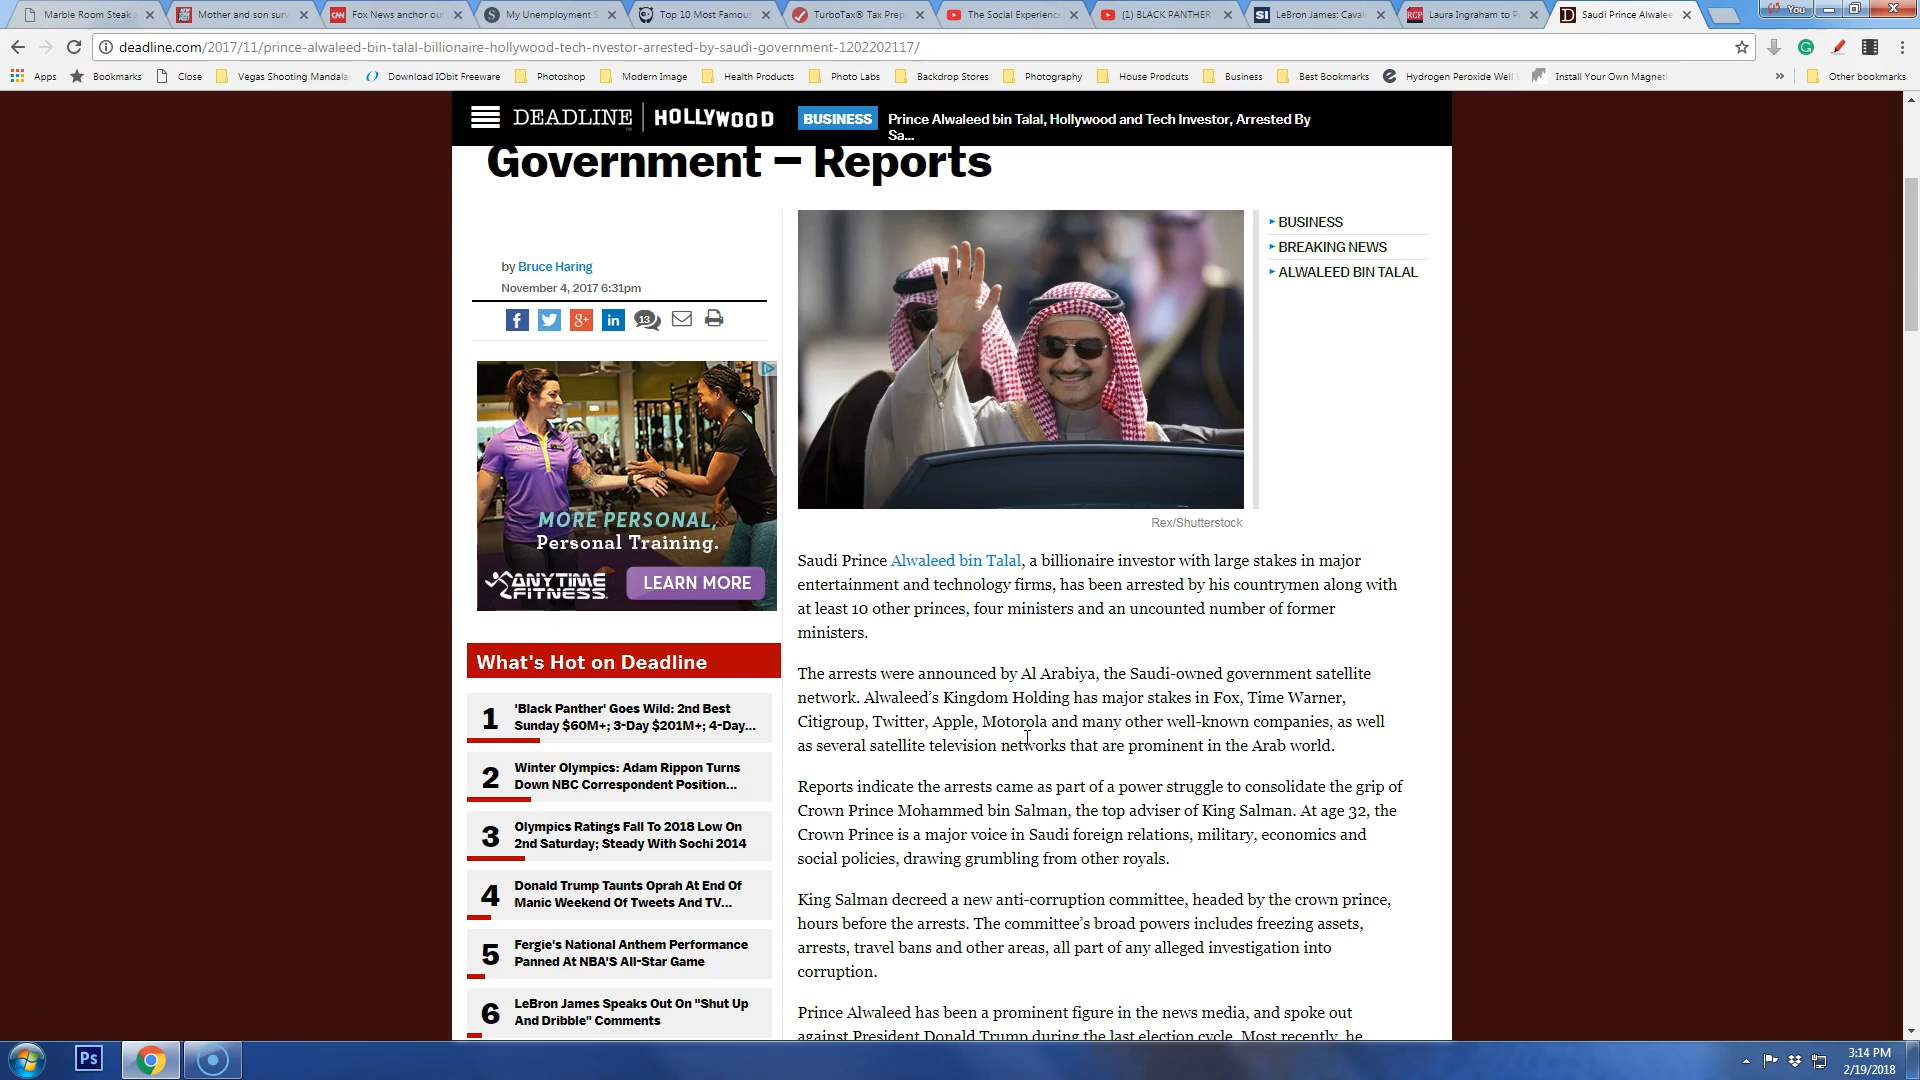 Marble Room Steak
Mother and son surv
Fox News anchor out
My Unemployment S
Top 10 Most Famous
TurboTax® Tax Prep
The Social Experience
(1) BLACK PANTHER
LeBron James: Caval
Laura Ingraham to P
Saudi Prince Alwalee
You
deadline.com/2017/11/prince-alwaleed-bin-talal-billionaire-hollywood-tech-nvestor-arrested-by-saudi-government-1202202117/
Apps
Bookmarks
Close
Vegas Shooting Mandala
Download IObit Freeware
Photoshop
Modern Image
Health Products
Photo Labs
Backdrop Stores
Photography
House Prodcuts
Business
Best Bookmarks
Hydrogen Peroxide Well
Install Your Own Magneti
Other bookmarks
DEADLINE HOLLYWOOD
BUSINESS
Prince Alwaleed bin Talal, Hollywood and Tech Investor, Arrested By
Sa...
Government – Reports
by Bruce Haring
November 4, 2017 6:31pm
13
BUSINESS
BREAKING NEWS
ALWALEED BIN TALAL
MORE PERSONAL,
Personal Training.
ANYTIME
FITNESS
LEARN MORE
Rex/Shutterstock
Saudi Prince Alwaleed bin Talal, a billionaire investor with large stakes in major
entertainment and technology firms, has been arrested by his countrymen along with
at least 10 other princes, four ministers and an uncounted number of former
ministers.
The arrests were announced by Al Arabiya, the Saudi-owned government satellite
network. Alwaleed's Kingdom Holding has major stakes in Fox, Time Warner,
Citigroup, Twitter, Apple, Motorola and many other well-known companies, as well
as several satellite television networks that are prominent in the Arab world.
Reports indicate the arrests came as part of a power struggle to consolidate the grip of
Crown Prince Mohammed bin Salman, the top adviser of King Salman. At age 32, the
Crown Prince is a major voice in Saudi foreign relations, military, economics and
social policies, drawing grumbling from other royals.
King Salman decreed a new anti-corruption committee, headed by the crown prince,
hours before the arrests. The committee's broad powers includes freezing assets,
arrests, travel bans and other areas, all part of any alleged investigation into
corruption.
Prince Alwaleed has been a prominent figure in the news media, and spoke out
against President Donald Trump during the last election cycle. Most recently, he
What's Hot on Deadline
1
'Black Panther' Goes Wild: 2nd Best
Sunday $60M+; 3-Day $201M+; 4-Day...
2
Winter Olympics: Adam Rippon Turns
Down NBC Correspondent Position...
3
Olympics Ratings Fall To 2018 Low On
2nd Saturday; Steady With Sochi 2014
4
Donald Trump Taunts Oprah At End Of
Manic Weekend Of Tweets And TV...
5
Fergie's National Anthem Performance
Panned At NBA'S All-Star Game
6
LeBron James Speaks Out On "Shut Up
And Dribble" Comments
Ps
3:14 PM
2/19/2018